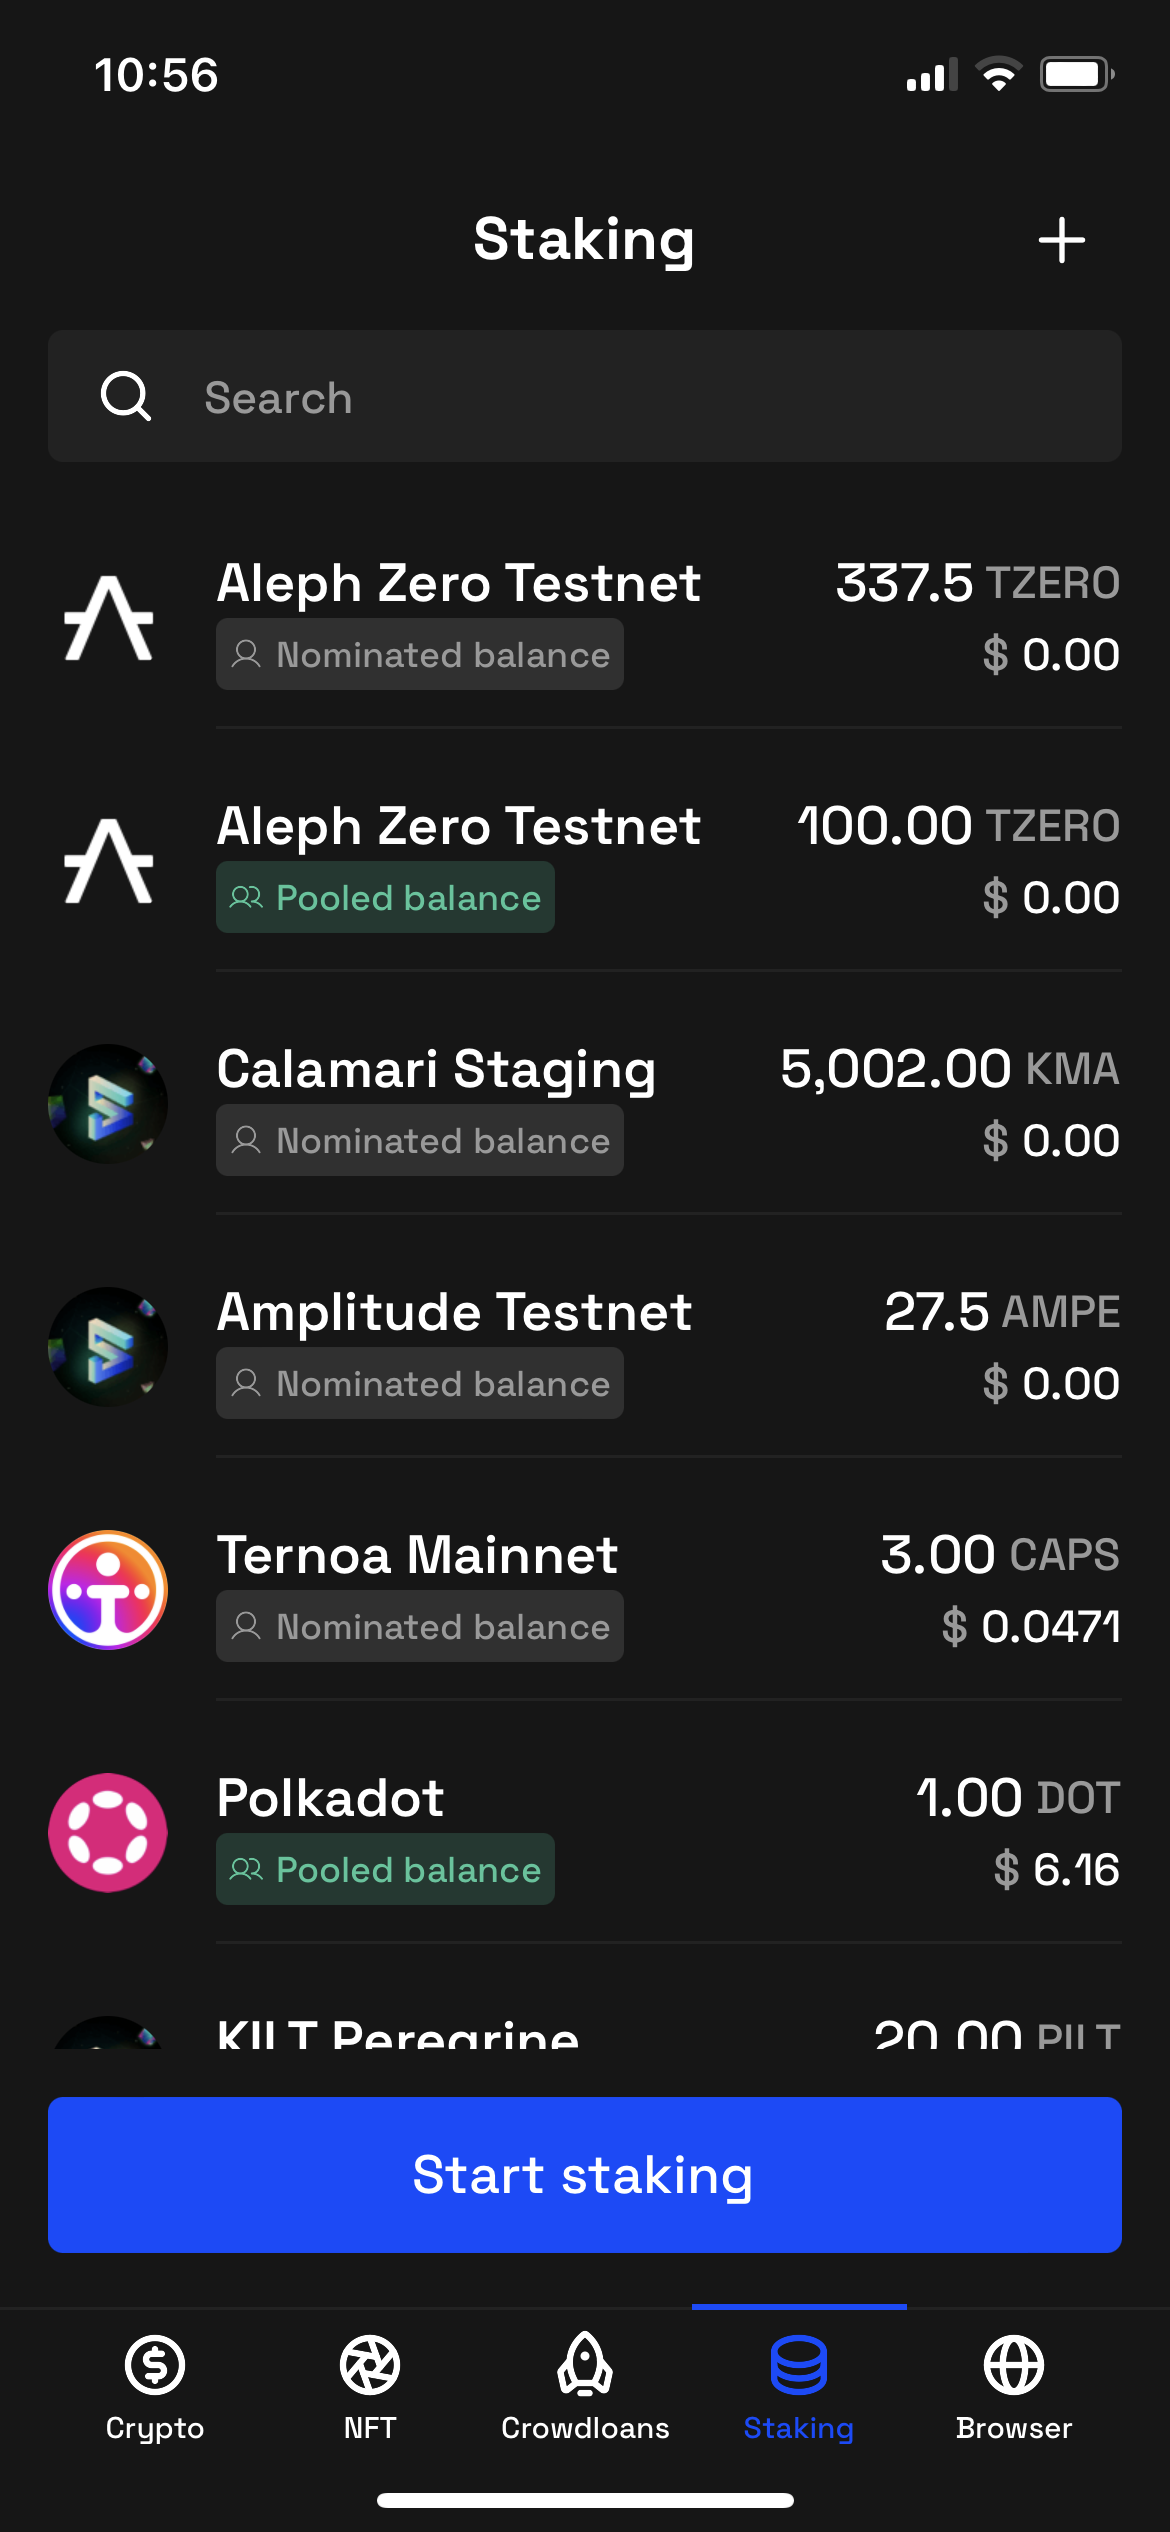 10:56
Staking
Search
Aleph Zero Testnet 337.5 TZERO
Nominated balance $ 0.00
Aleph Zero Testnet 100.00 TZERO
Pooled balance $ 0.00
Calamari Staging 5,002.00 KMA
Nominated balance $ 0.00
Amplitude Testnet 27.5 AMPE
Nominated balance $ 0.00
Ternoa Mainnet 3.00 CAPS
Nominated balance $ 0.0471
Polkadot 1.00 DOT
Pooled balance $ 6.16
KILT Peregrine 20.00 PILT
Start staking
Crypto NFT Crowdloans Staking Browser